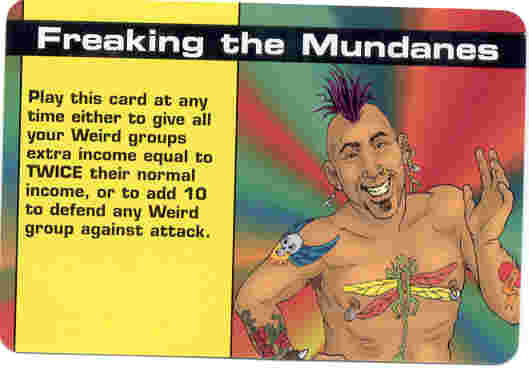 Freaking the Mundanes
Play this card at any
time either to give all
your Weird groups
extra income equal to
TWICE their normal
income, or to add 10
to defend any Weird
group against attack.